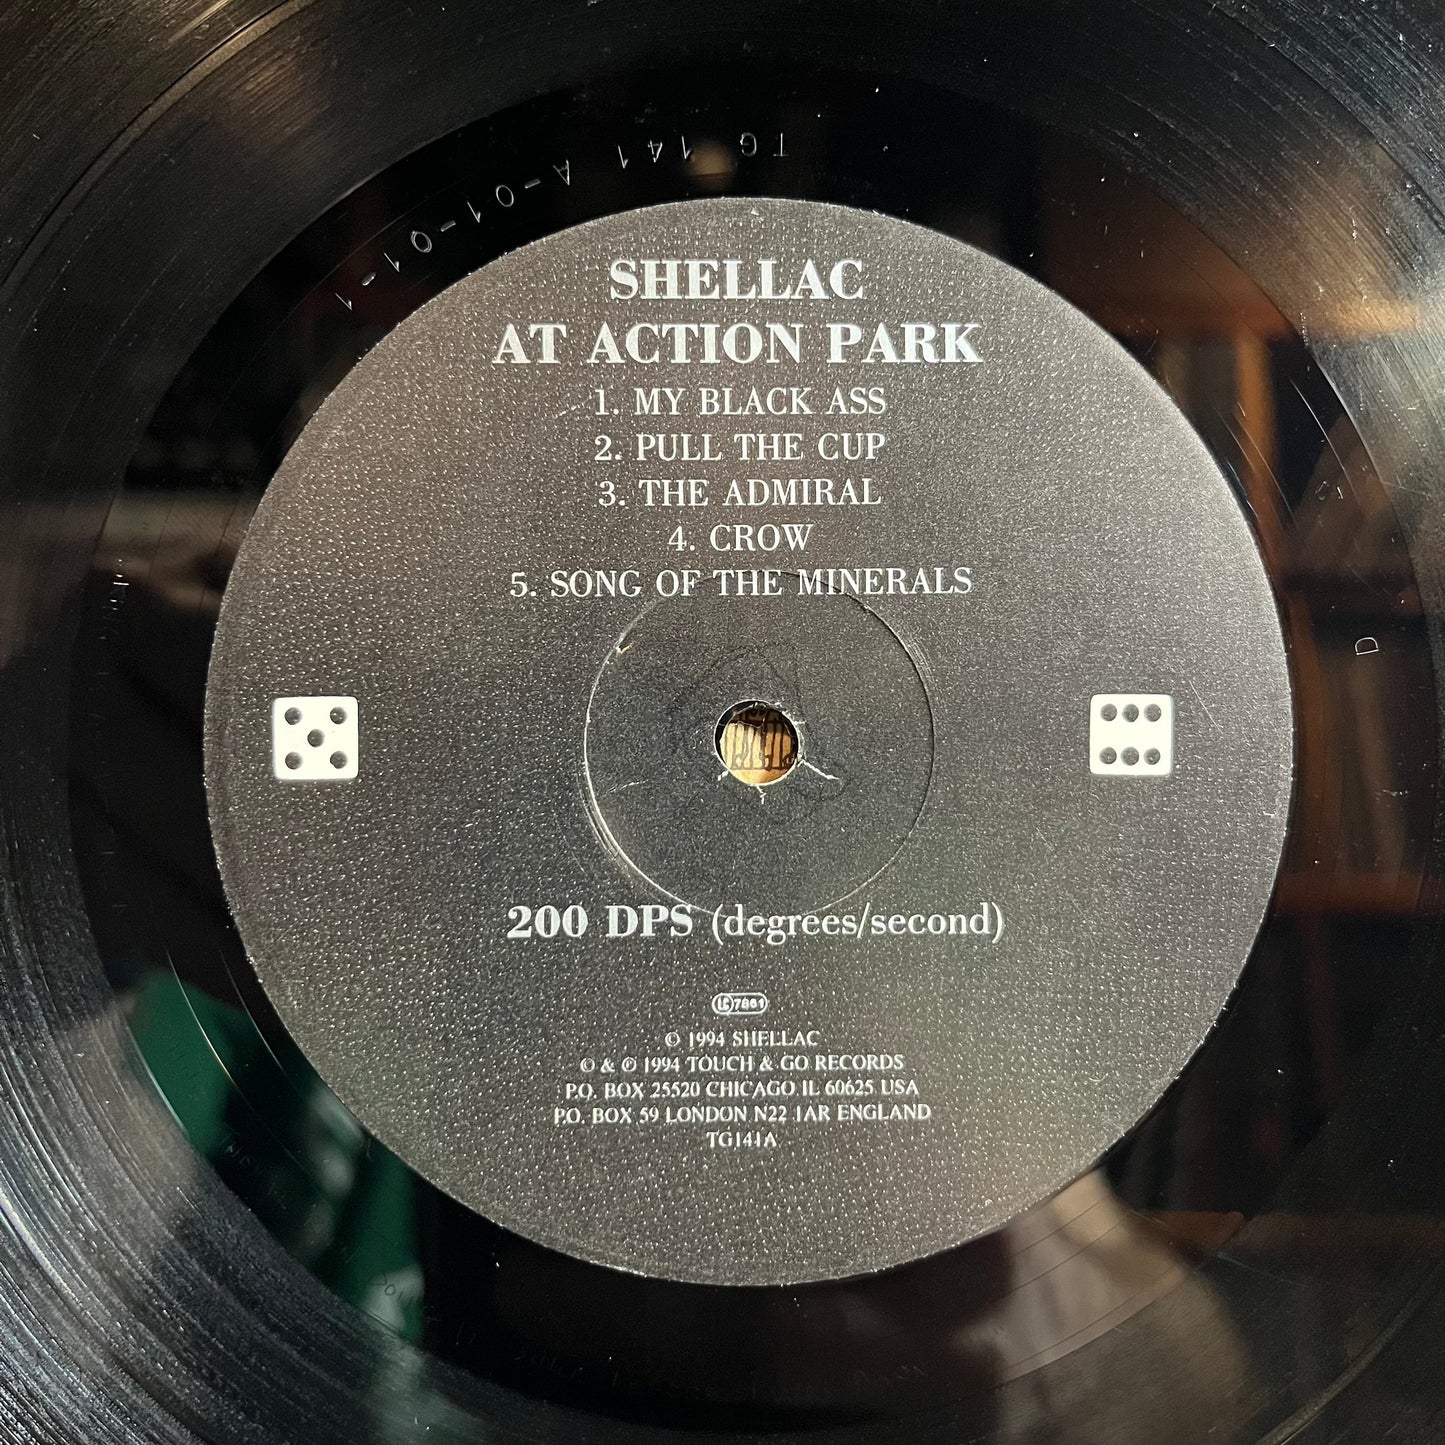 TG 141 A-01-01-1
SHELLAC
AT ACTION PARK
1. MY BLACK ASS
2. PULL THE CUP
3. THE ADMIRAL
4. CROW
5. SONG OF THE MINERALS
D
200 DPS (degrees/second)
LC 7861
© 1994 SHELLAC
© & ℗ 1994 TOUCH & GO RECORDS
P.O. BOX 25520 CHICAGO IL 60625 USA
P.O. BOX 59 LONDON N22 1AR ENGLAND
TG141A